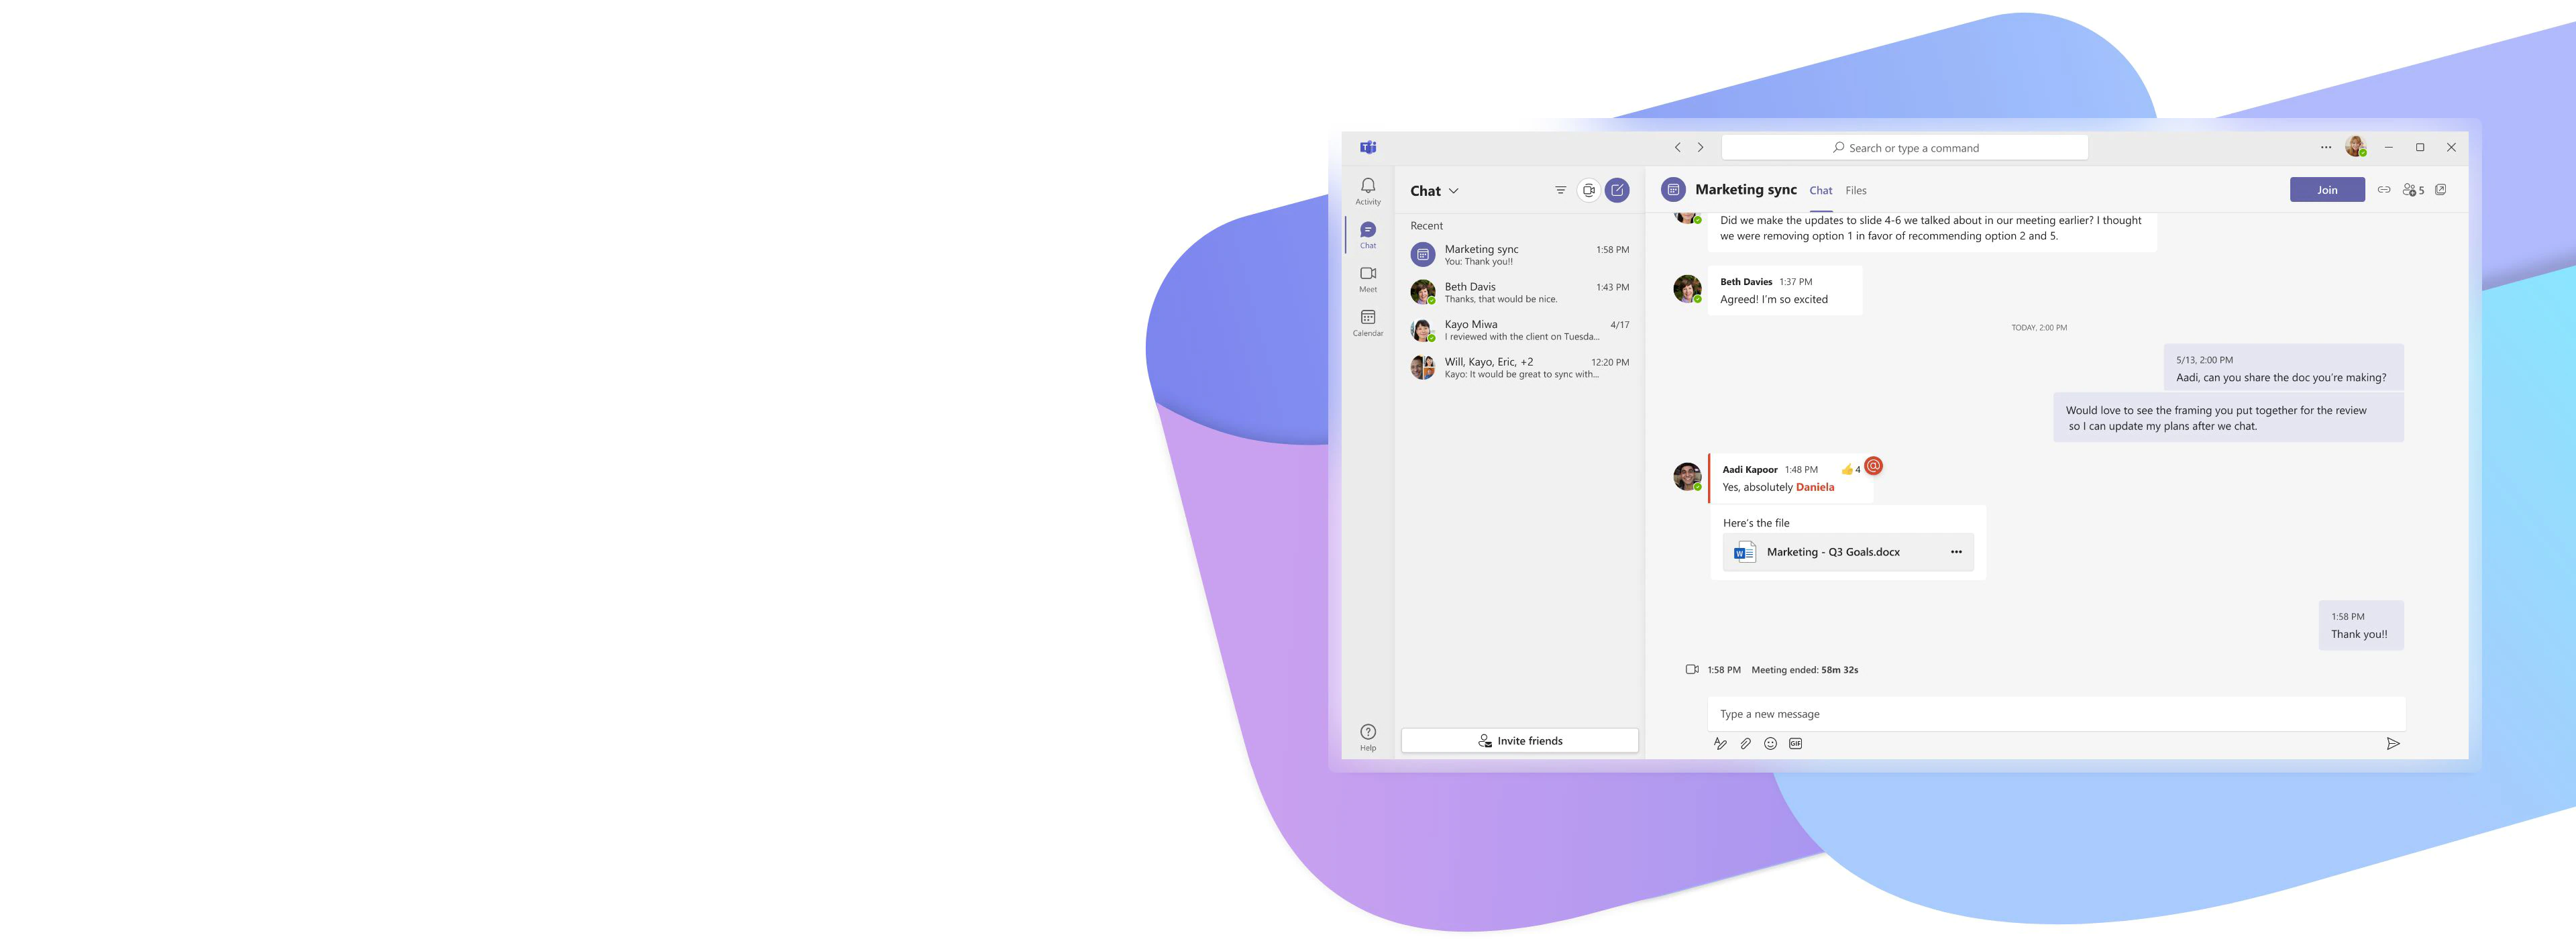 Search or type a command
Activity
Chat
Meet
Calendar
Help
Chat
Recent
Marketing sync 1:58 PM
You: Thank you!!
Beth Davis 1:43 PM
Thanks, that would be nice.
Kayo Miwa 4/17
I reviewed with the client on Tuesda...
Will, Kayo, Eric, +2 12:20 PM
Kayo: It would be great to sync with...
Invite friends
Marketing sync Chat Files
Join
5
Did we make the updates to slide 4-6 we talked about in our meeting earlier? I thought
we were removing option 1 in favor of recommending option 2 and 5.
Beth Davies 1:37 PM
Agreed! I'm so excited
TODAY, 2:00 PM
5/13, 2:00 PM
Aadi, can you share the doc you're making?
Would love to see the framing you put together for the review
so I can update my plans after we chat.
Aadi Kapoor 1:48 PM 👍 4 @
Yes, absolutely Daniela
Here's the file
W Marketing - Q3 Goals.docx
1:58 PM
Thank you!!
1:58 PM Meeting ended: 58m 32s
Type a new message
GIF